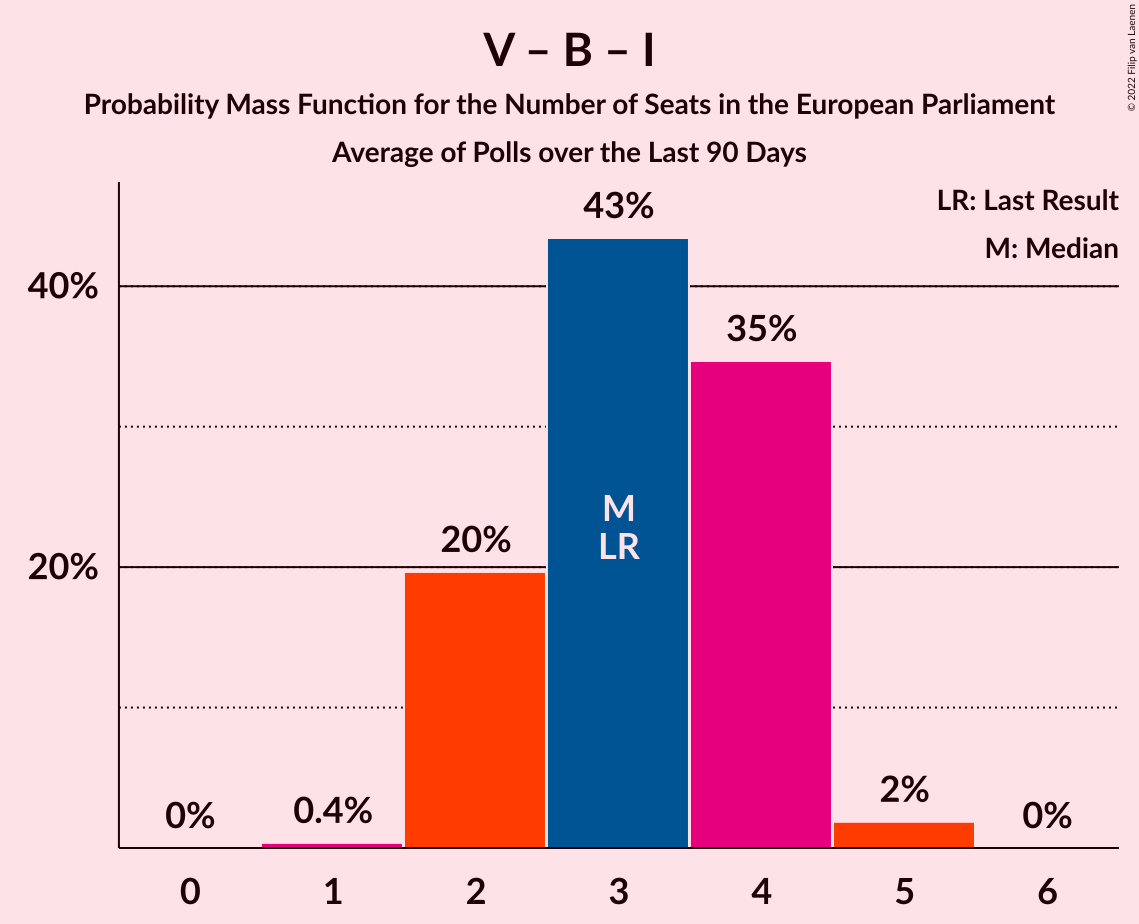 V – B – I
Probability Mass Function for the Number of Seats in the European Parliament
Average of Polls over the Last 90 Days
© 2022 Filip van Laenen
LR: Last Result
M: Median
43%
40%
35%
M
LR
20%
20%
2%
0%
0.4%
0%
0 1 2 3 4 5 6